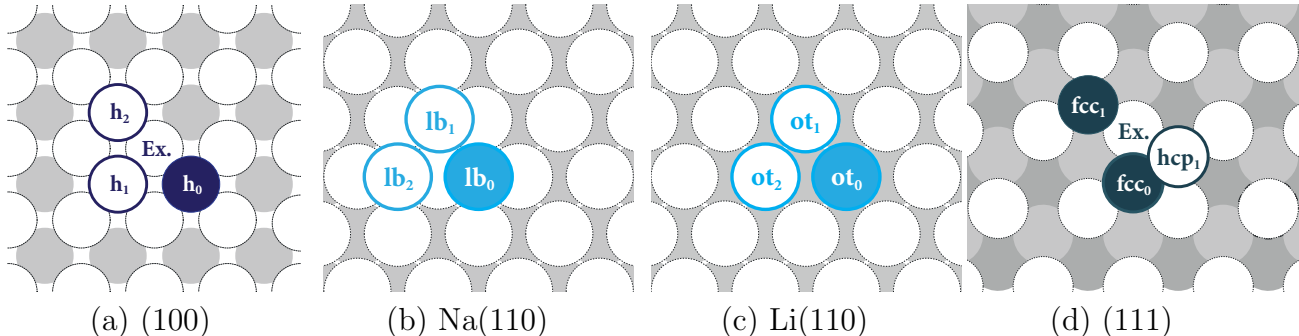 h₂
Ex.
h₁
h₀
(a) (100)
lb₁
lb₂
lb₀
(b) Na(110)
ot₁
ot₂
ot₀
(c) Li(110)
fcc₁
Ex.
hcp₁
fcc₀
(d) (111)